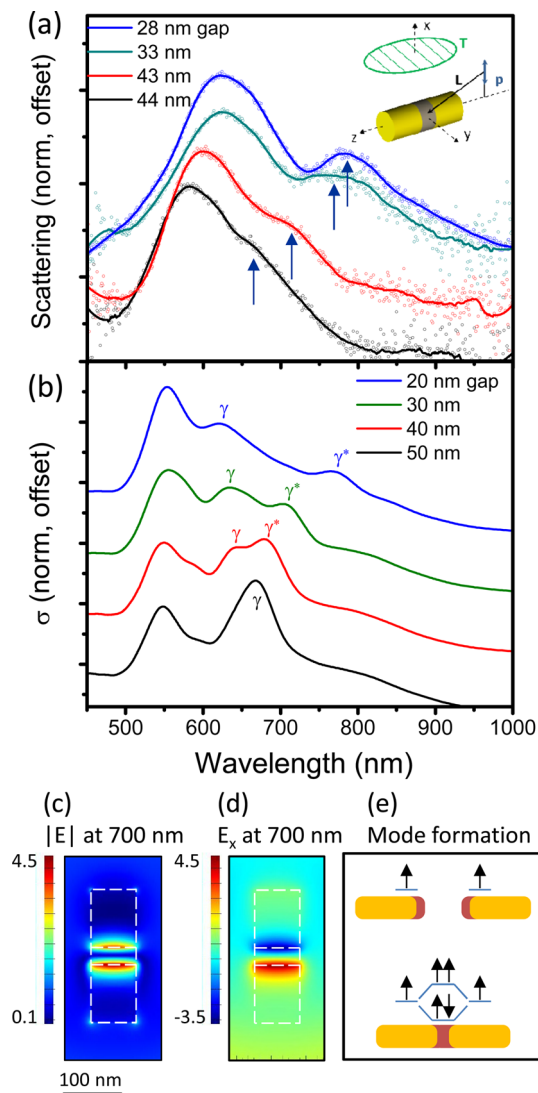 (a)
28 nm gap
33 nm
43 nm
44 nm
x
T
L
p
z
y
Scattering (norm, offset)
(b)
20 nm gap
30 nm
40 nm
50 nm
γ
γ*
γ
γ*
γ
γ*
γ
σ (norm, offset)
500 600 700 800 900 1000
Wavelength (nm)
(c) (d) (e)
|E| at 700 nm Eₓ at 700 nm Mode formation
4.5 4.5
0.1 -3.5
100 nm